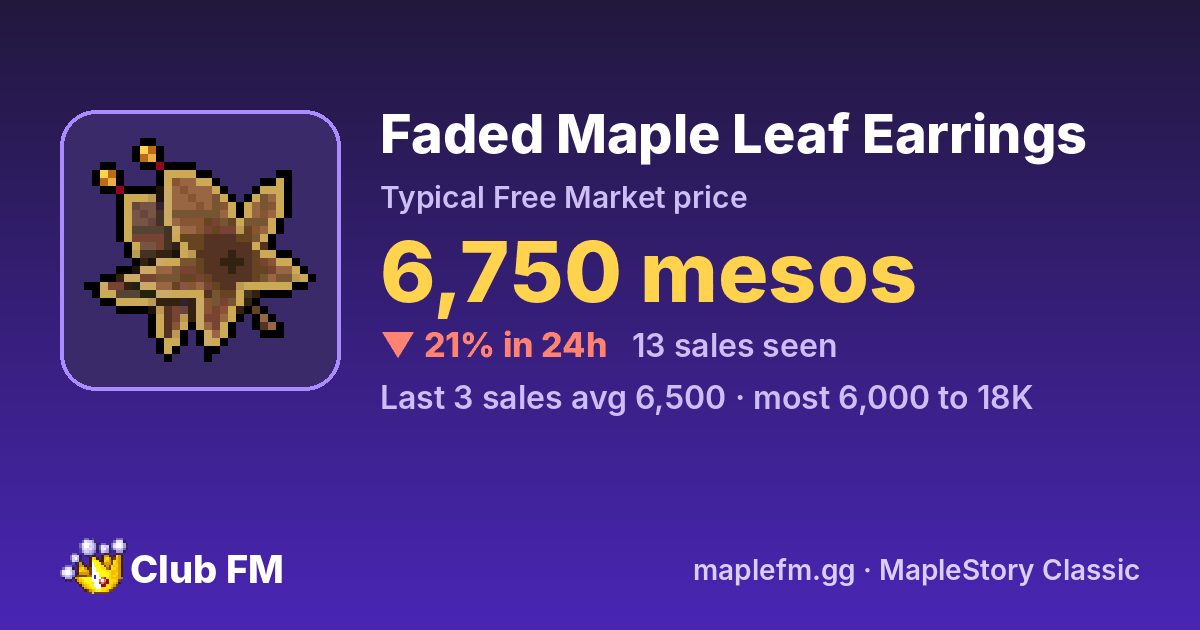 Faded Maple Leaf Earrings
Typical Free Market price
6,750 mesos
▼ 21% in 24h 13 sales seen
Last 3 sales avg 6,500 · most 6,000 to 18K
Club FM
maplefm.gg · MapleStory Classic